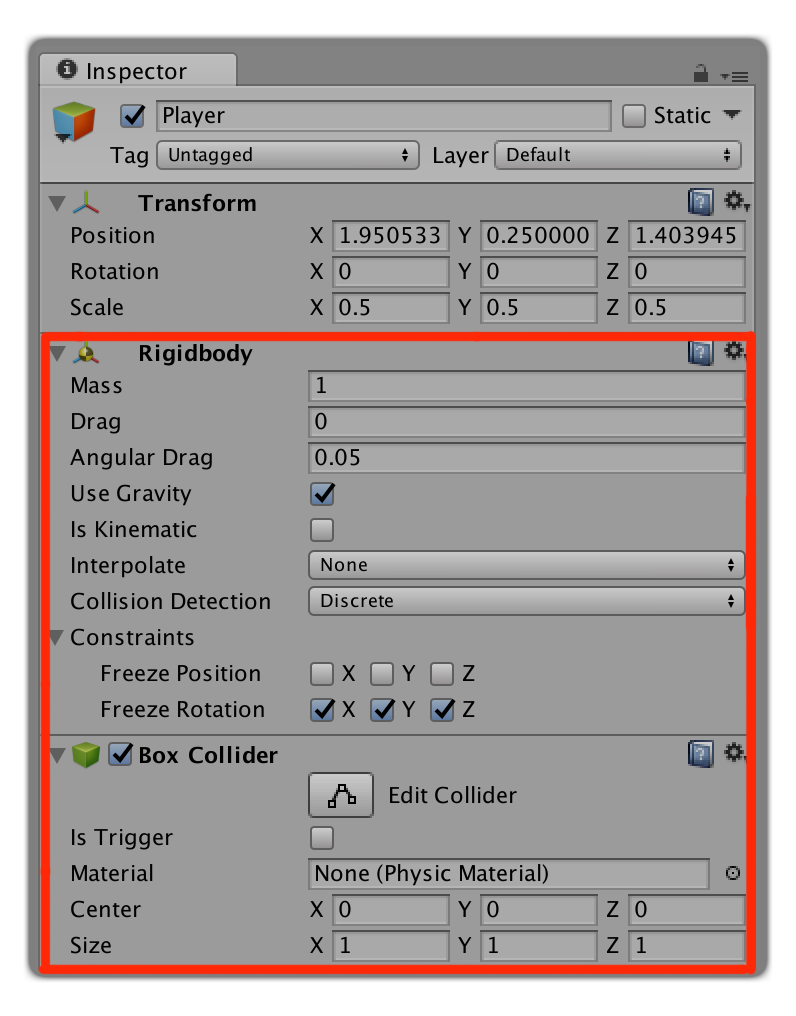 Inspector
Player Static
Tag Untagged Layer Default
Transform
Position X 1.950533 Y 0.250000 Z 1.403945
Rotation X 0 Y 0 Z 0
Scale X 0.5 Y 0.5 Z 0.5
Rigidbody
Mass 1
Drag 0
Angular Drag 0.05
Use Gravity
Is Kinematic
Interpolate None
Collision Detection Discrete
Constraints
Freeze Position X Y Z
Freeze Rotation X Y Z
Box Collider
Edit Collider
Is Trigger
Material None (Physic Material)
Center X 0 Y 0 Z 0
Size X 1 Y 1 Z 1